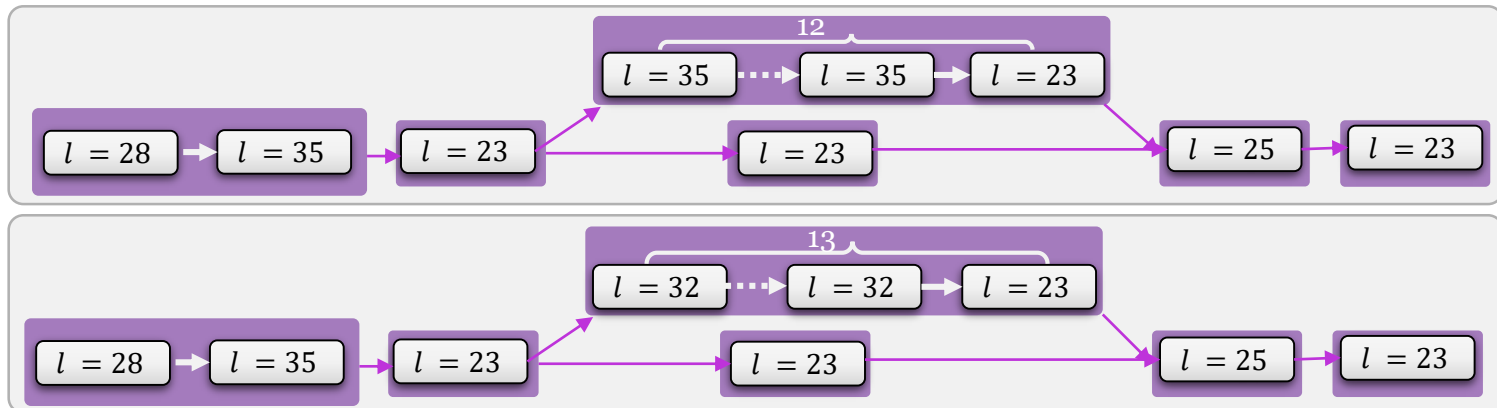 12
l = 35 l = 35 l = 23
l = 28 l = 35 l = 23 l = 23 l = 25 l = 23
13
l = 32 l = 32 l = 23
l = 28 l = 35 l = 23 l = 23 l = 25 l = 23